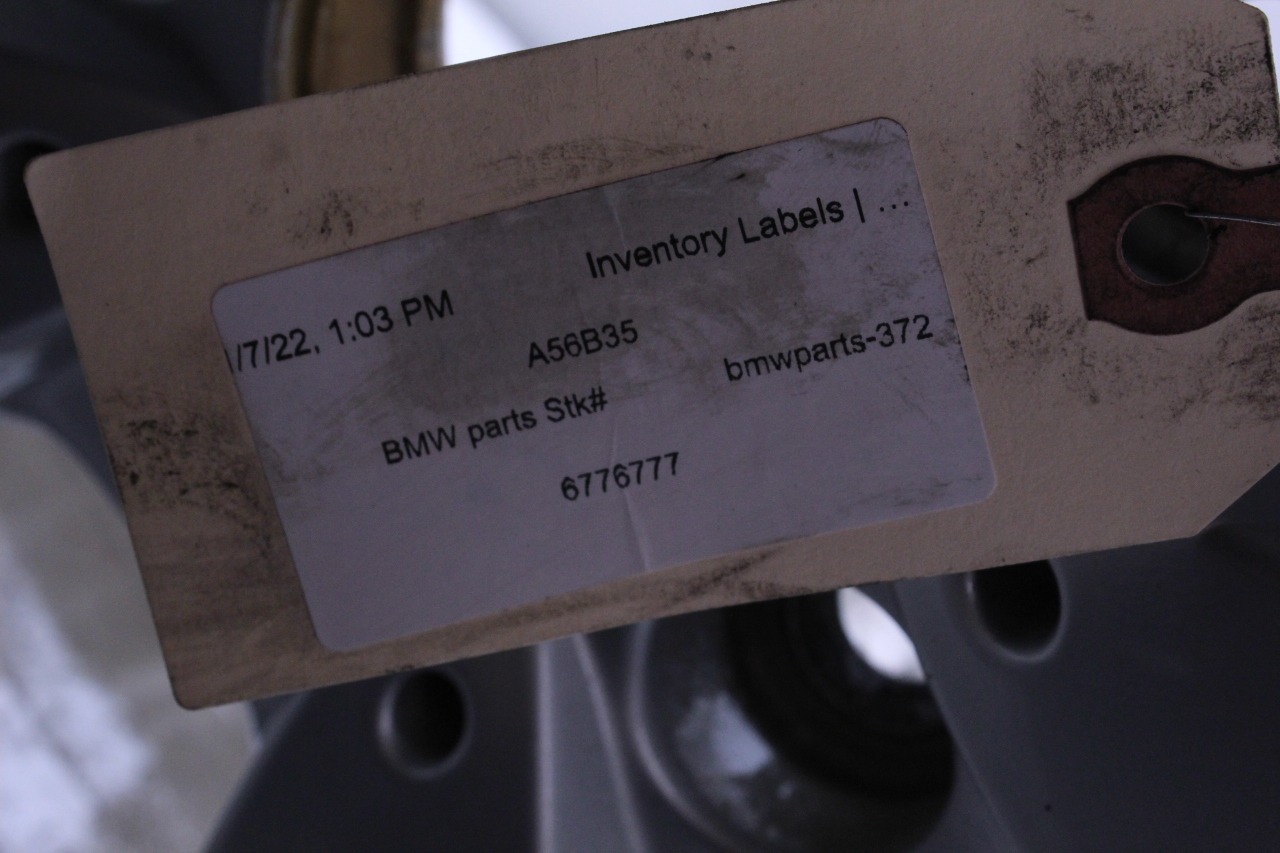 /7/22, 1:03 PM Inventory Labels | ...
A56B35
BMW parts Stk# bmwparts-372
6776777